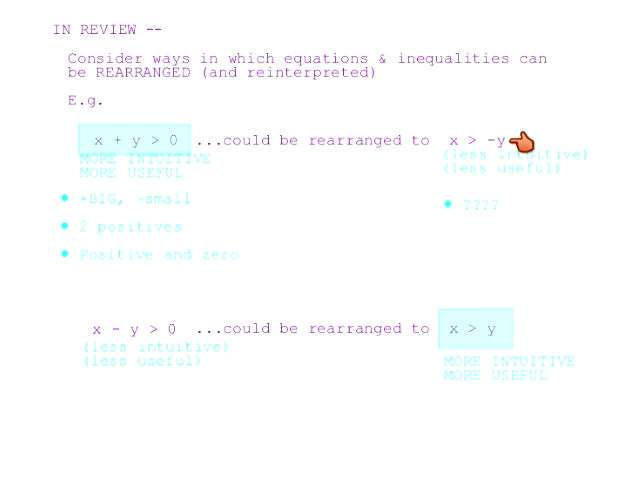 IN REVIEW --
Consider ways in which equations & inequalities can
be REARRANGED (and reinterpreted)
E.g.
x + y > 0 ...could be rearranged to x > -y
MORE INTUITIVE (less intuitive)
MORE USEFUL (less useful)
• +BIG, -small • ????
• 2 positives
• Positive and zero
x - y > 0 ...could be rearranged to x > y
(less intuitive)
(less useful)
MORE INTUITIVE
MORE USEFUL